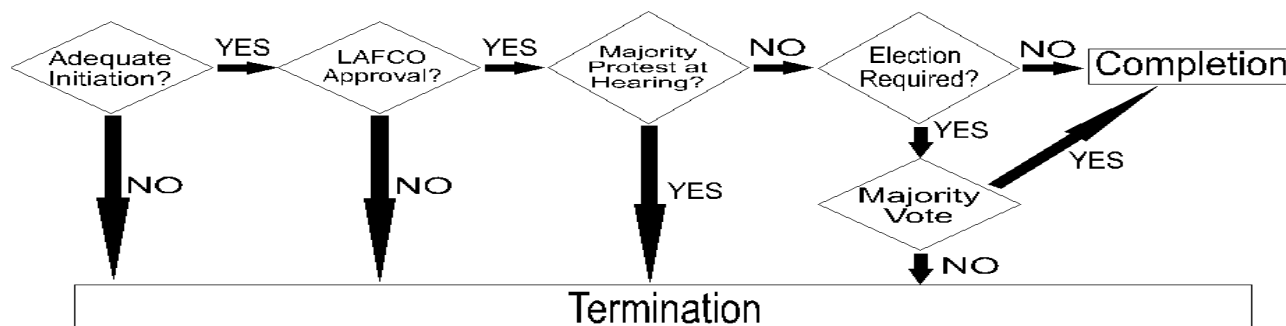 Adequate
Initiation?
YES
LAFCO
Approval?
YES
Majority
Protest at
Hearing?
NO
Election
Required?
NO
Completion
NO
NO
YES
YES
Majority
Vote
YES
NO
Termination